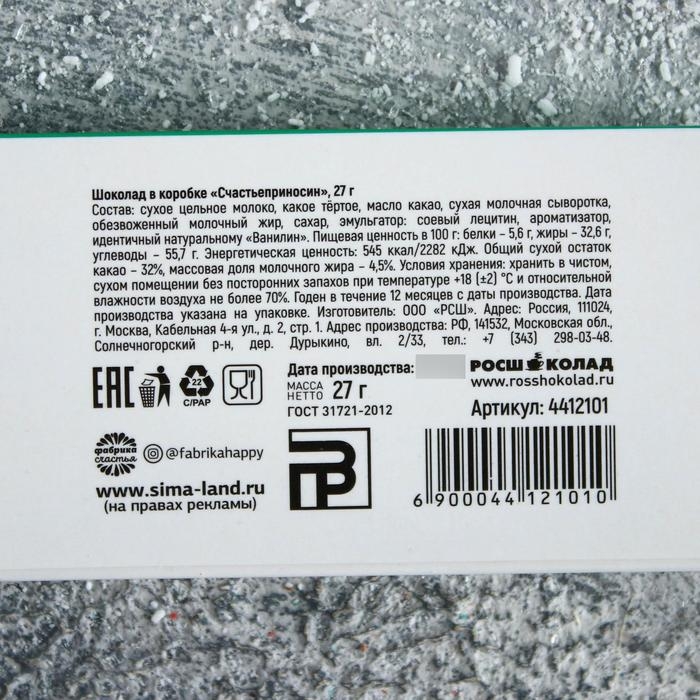 Шоколад в коробке «Счастьеприносин», 27 г
Состав: сухое цельное молоко, какое тёртое, масло какао, сухая молочная сыворотка,
обезвоженный молочный жир, сахар, эмульгатор: соевый лецитин, ароматизатор,
идентичный натуральному «Ванилин». Пищевая ценность в 100 г: белки – 5,6 г, жиры – 32,6 г,
углеводы – 55,7 г. Энергетическая ценность: 545 ккал/2282 кДж. Общий сухой остаток
какао – 32%, массовая доля молочного жира – 4,5%. Условия хранения: хранить в чистом,
сухом помещении без посторонних запахов при температуре +18 (±2) °С и относительной
влажности воздуха не более 70%. Годен в течение 12 месяцев с даты производства. Дата
производства указана на упаковке. Изготовитель: ООО «РСШ». Адрес: Россия, 111024,
г. Москва, Кабельная 4-я ул., д. 2, стр. 1. Адрес производства: РФ, 141532, Московская обл.,
Солнечногорский р-н, дер. Дурыкино, вл. 2/33, тел.: +7 (343) 298-03-48.
EAC
22
C/PAP
Дата производства:
МАССА
НЕТТО 27 г
ГОСТ 31721-2012
РОСШОКОЛАД
www.rosshokolad.ru
Артикул: 4412101
фабрика
счастья
@fabrikahappy
www.sima-land.ru
(на правах рекламы)
6 900044 121010